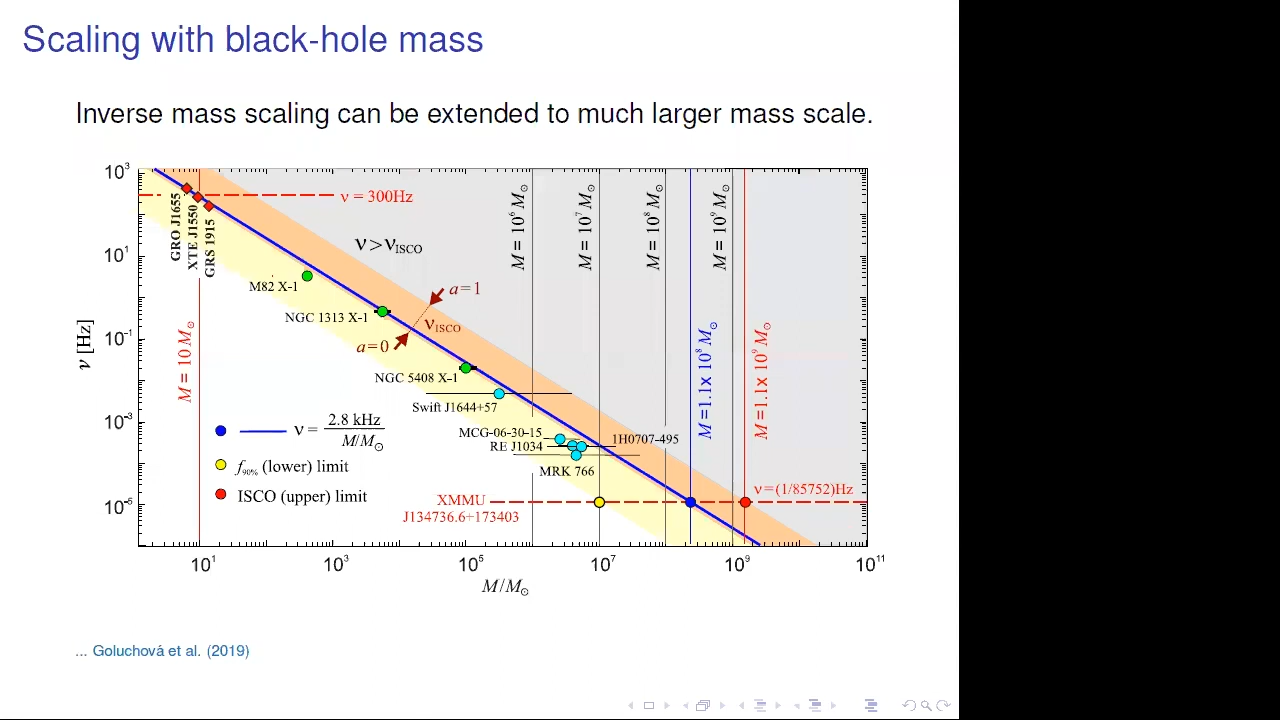 Scaling with black-hole mass
Inverse mass scaling can be extended to much larger mass scale.
10³
10¹
10⁻¹
10⁻³
10⁻⁵
ν [Hz]
GRO J1655
XTE J1550
GRS 1915
ν = 300Hz
ν>ν_ISCO
M = 10⁶ M⊙
M = 10⁷ M⊙
M = 10⁸ M⊙
M = 10⁹ M⊙
M82 X-1
NGC 1313 X-1
a=1
ν_ISCO
a=0
M = 10 M⊙
M=1.1x 10⁸ M⊙
M=1.1x 10⁹ M⊙
NGC 5408 X-1
Swift J1644+57
ν = 2.8 kHz
M/M⊙
MCG-06-30-15
RE J1034
1H0707-495
MRK 766
f90% (lower) limit
ISCO (upper) limit
XMMU
J134736.6+173403
ν=(1/85752)Hz
10¹ 10³ 10⁵ 10⁷ 10⁹ 10¹¹
M/M⊙
... Goluchová et al. (2019)